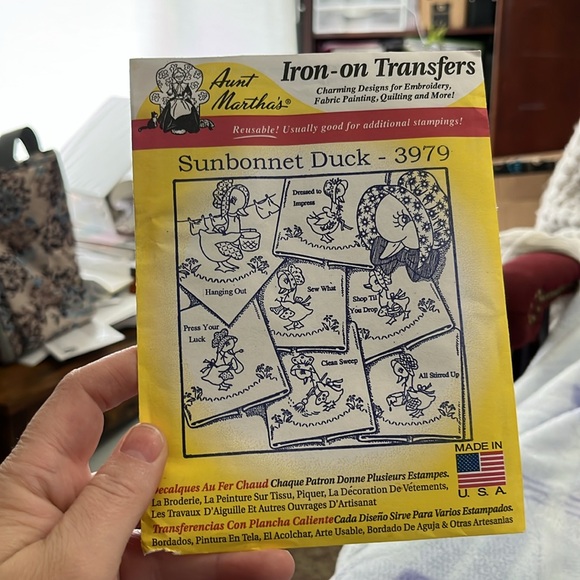 Aunt
Martha's®
Iron-on Transfers
Charming Designs for Embroidery,
Fabric Painting, Quilting and More!
Reusable! Usually good for additional stampings!
Sunbonnet Duck - 3979
Dressed to
Impress
Hanging Out
Sew What
Shop Til
You Drop
Press Your
Luck
Clean Sweep
All Stirred Up
MADE IN
U. S. A.
Decalques Au Fer Chaud Chaque Patron Donne Plusieurs Estampes.
La Broderie, La Peinture Sur Tissu, Piquer, La Décoration De Vétements,
Les Travaux D'Aiguille Et Autres Ouvrages D'Artisanat
Transferencias Con Plancha Caliente Cada Diseño Sirve Para Varios Estampados.
Bordados, Pintura En Tela, El Acolchar, Arte Usable, Bordado De Aguja & Otras Artesanias